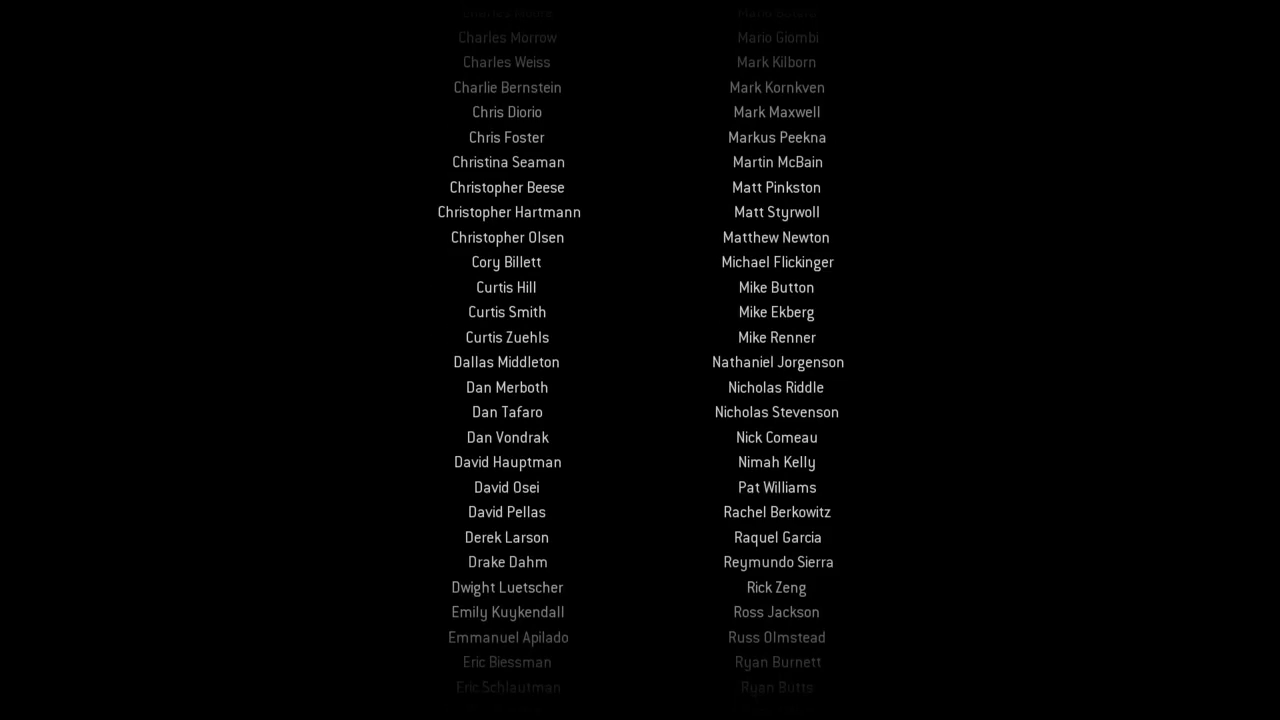 Charles Moore
Charles Morrow
Charles Weiss
Charlie Bernstein
Chris Diorio
Chris Foster
Christina Seaman
Christopher Beese
Christopher Hartmann
Christopher Olsen
Cory Billett
Curtis Hill
Curtis Smith
Curtis Zuehls
Dallas Middleton
Dan Merboth
Dan Tafaro
Dan Vondrak
David Hauptman
David Osei
David Pellas
Derek Larson
Drake Dahm
Dwight Luetscher
Emily Kuykendall
Emmanuel Apilado
Eric Biessman
Eric Schlautman
Mario Giombi
Mark Kilborn
Mark Kornkven
Mark Maxwell
Markus Peekna
Martin McBain
Matt Pinkston
Matt Styrwoll
Matthew Newton
Michael Flickinger
Mike Button
Mike Ekberg
Mike Renner
Nathaniel Jorgenson
Nicholas Riddle
Nicholas Stevenson
Nick Comeau
Nimah Kelly
Pat Williams
Rachel Berkowitz
Raquel Garcia
Reymundo Sierra
Rick Zeng
Ross Jackson
Russ Olmstead
Ryan Burnett
Ryan Butts